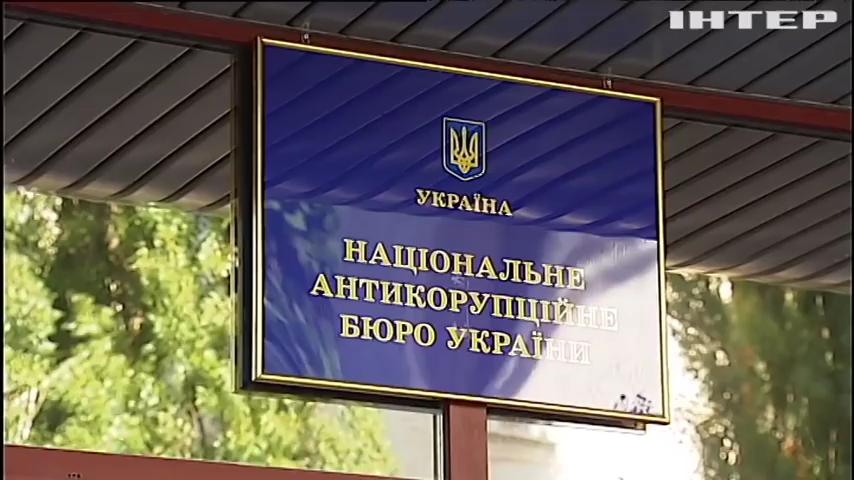 ІНТЕР
УКРАЇНА
НАЦІОНАЛЬНЕ
АНТИКОРУПЦІЙНЕ
БЮРО УКРАЇНИ